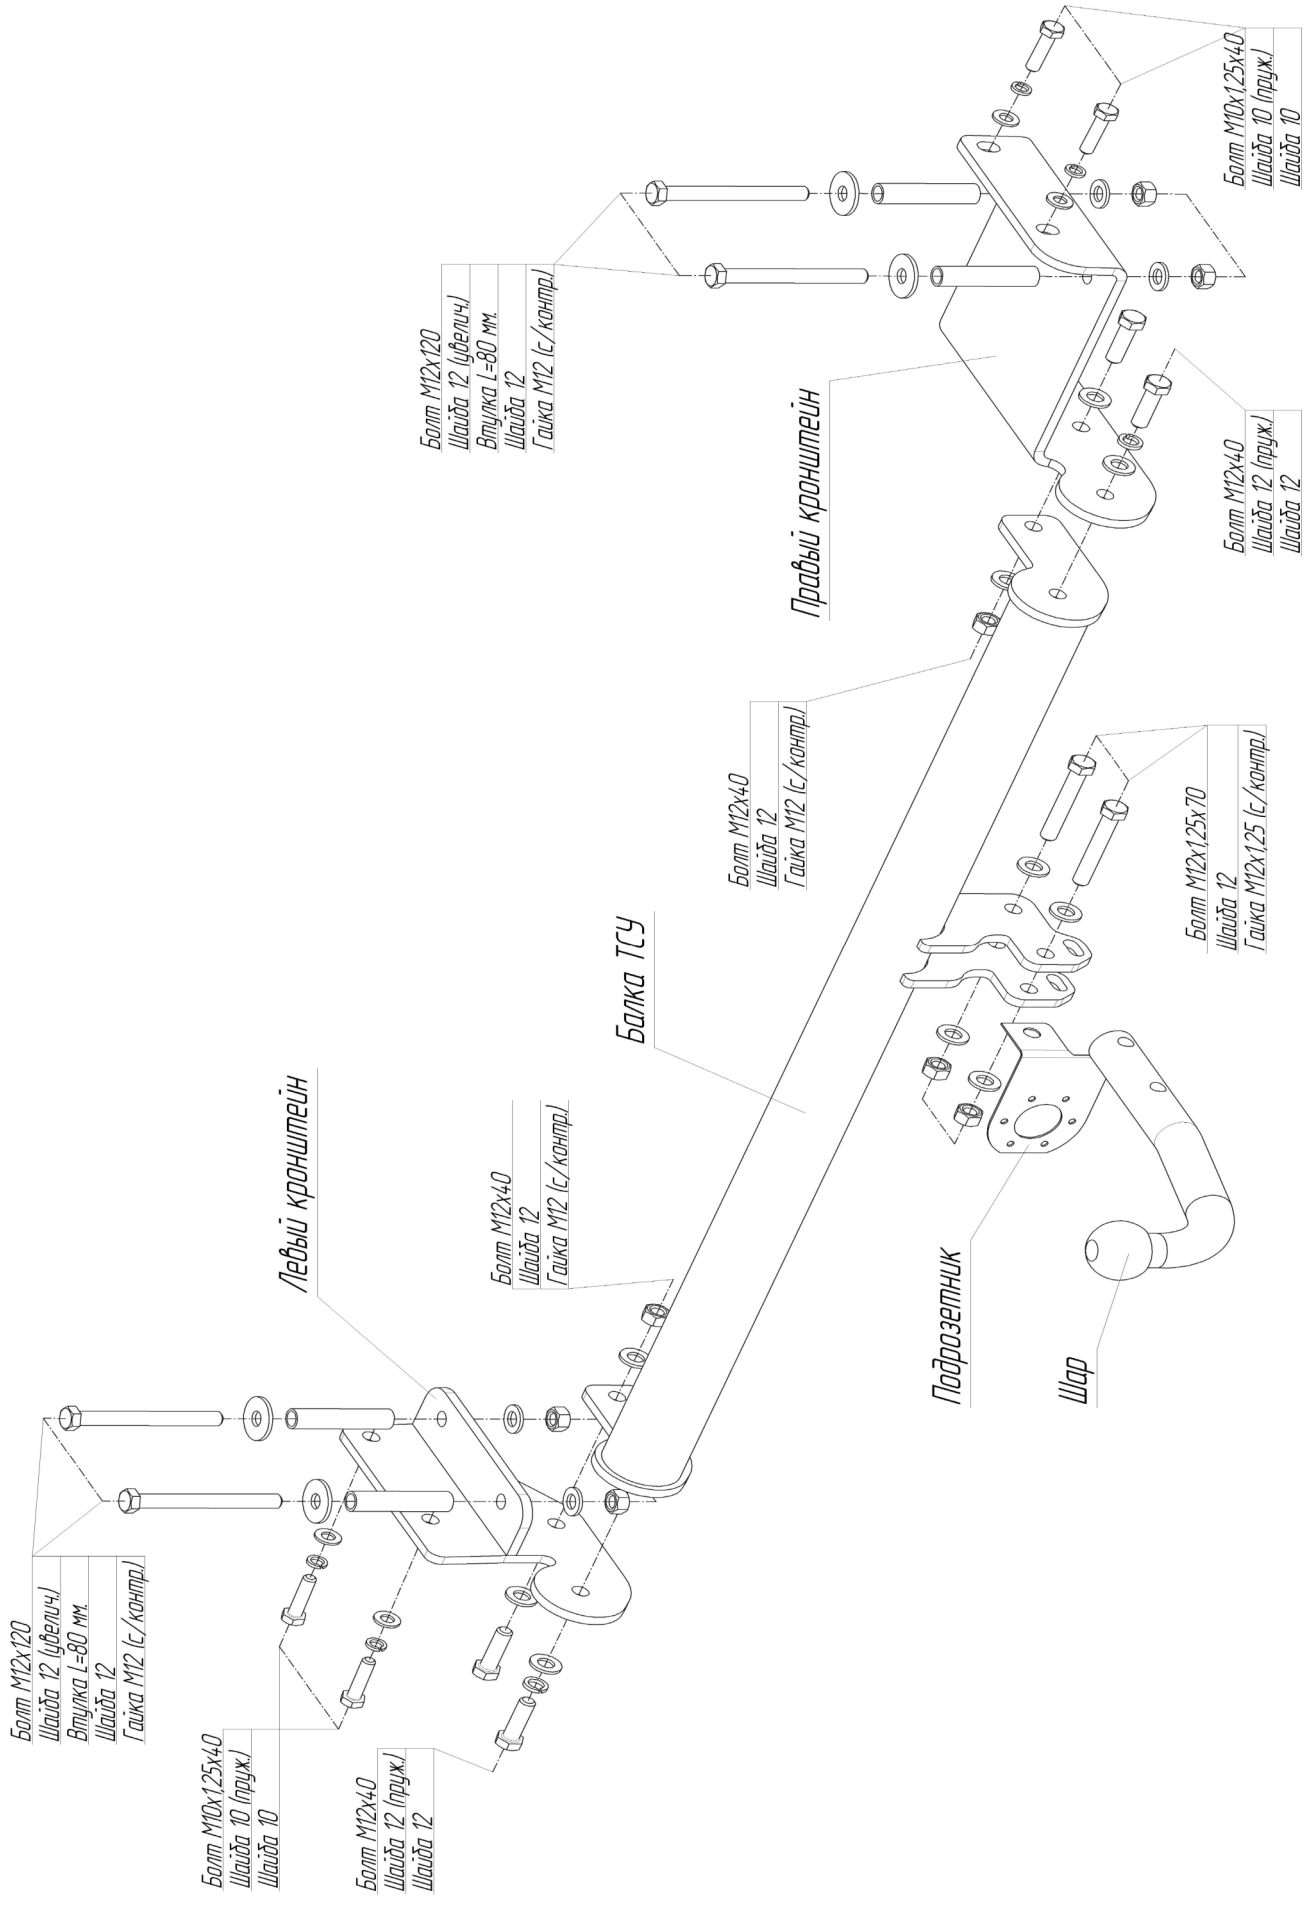 Болт М12х120
Шайба 12 (увелич.)
Втулка L=80 мм.
Шайба 12
Гайка М12 (с/контр.)
Болт М10х1,25х40
Шайба 10 (пруж.)
Шайба 10
Болт М12х40
Шайба 12 (пруж.)
Шайба 12
Левый кронштейн
Болт М12х40
Шайба 12
Гайка М12 (с/контр.)
Балка ТСУ
Подрозетник
Шар
Болт М12х40
Шайба 12
Гайка М12 (с/контр.)
Болт М12х1,25х70
Шайба 12
Гайка М12х1,25 (с/контр.)
Правый кронштейн
Болт М12х120
Шайба 12 (увелич.)
Втулка L=80 мм.
Шайба 12
Гайка М12 (с/контр.)
Болт М12х40
Шайба 12 (пруж.)
Шайба 12
Болт М10х1,25х40
Шайба 10 (пруж.)
Шайба 10